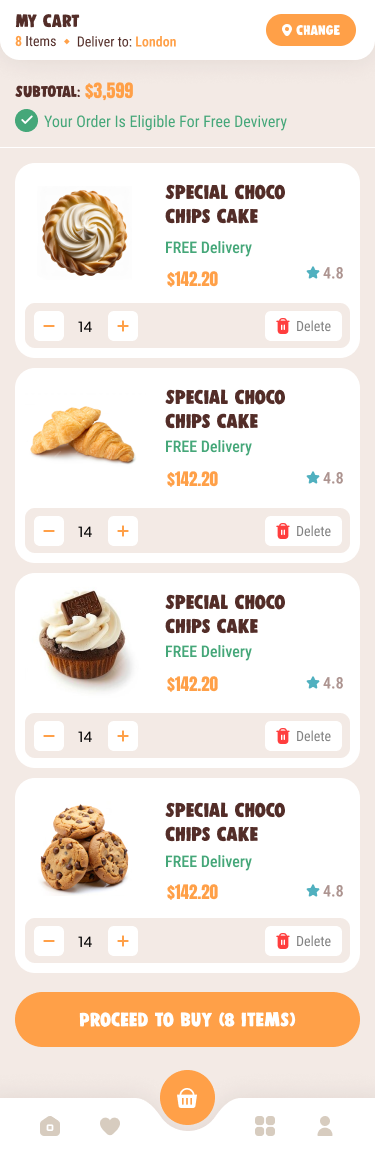 MY CART
8 Items • Deliver to: London
CHANGE
SUBTOTAL: $3,599
Your Order Is Eligible For Free Devivery
SPECIAL CHOCO
CHIPS CAKE
FREE Delivery
$142.20
4.8
14
Delete
SPECIAL CHOCO
CHIPS CAKE
FREE Delivery
$142.20
4.8
14
Delete
SPECIAL CHOCO
CHIPS CAKE
FREE Delivery
$142.20
4.8
14
Delete
SPECIAL CHOCO
CHIPS CAKE
FREE Delivery
$142.20
4.8
14
Delete
PROCEED TO BUY (8 ITEMS)